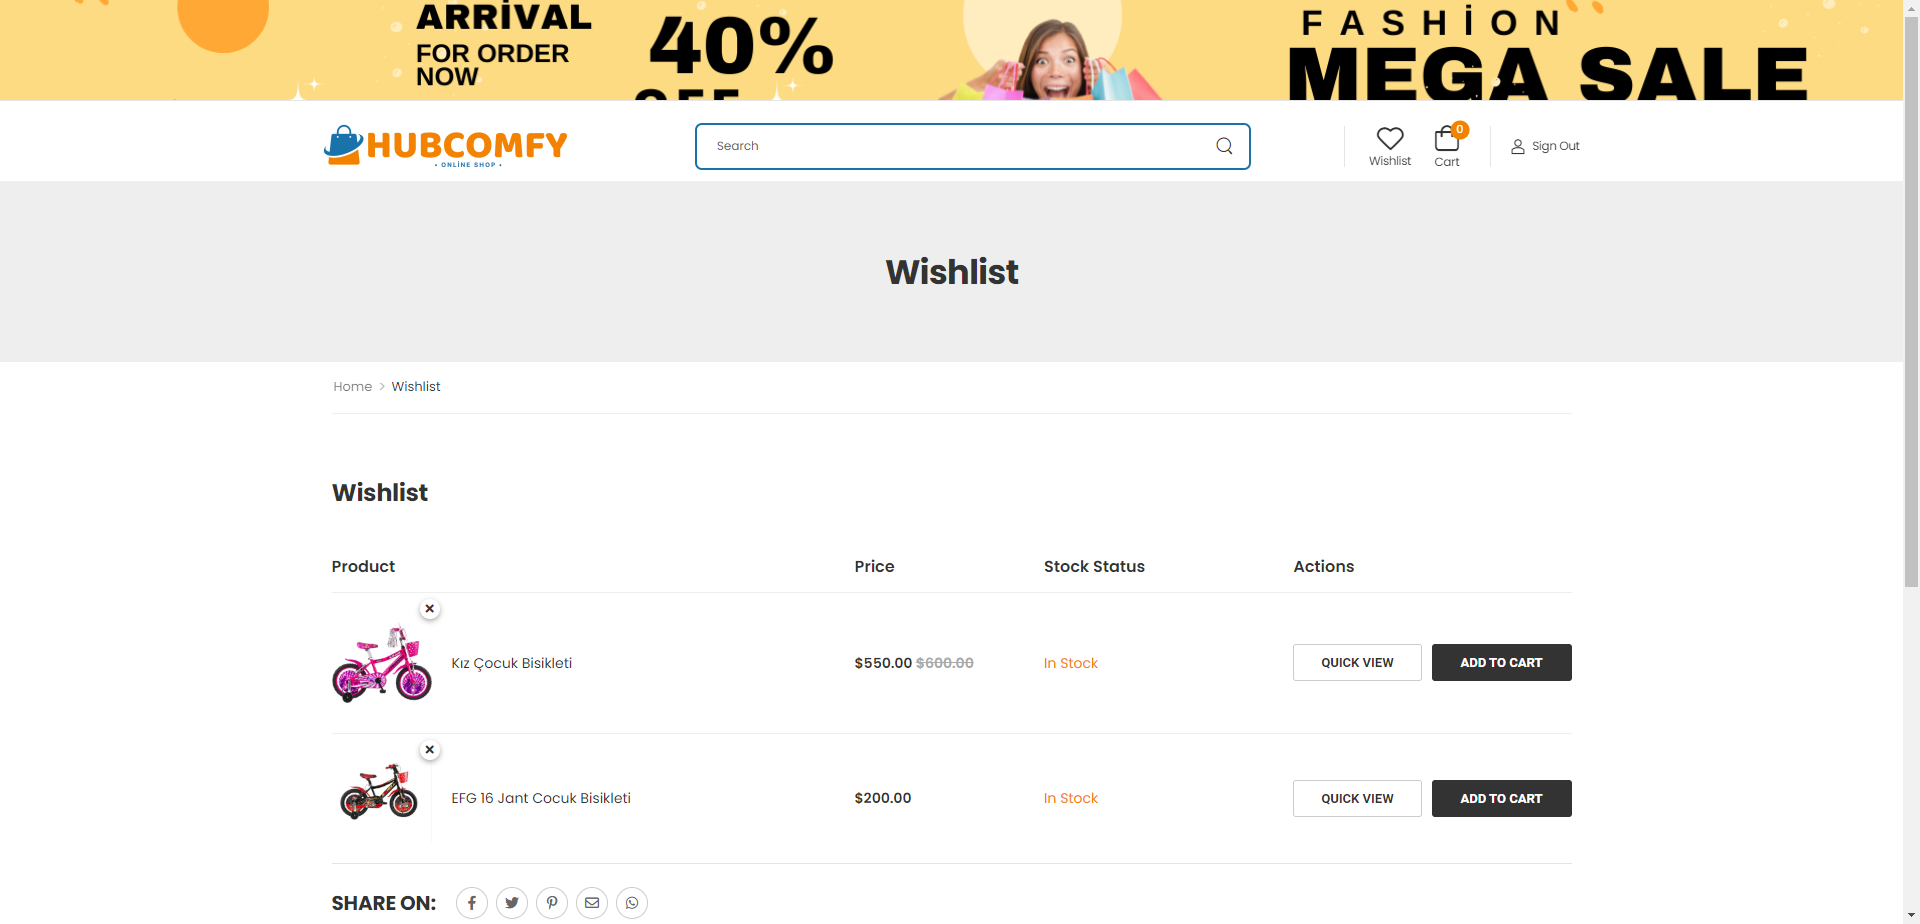 ARRİVAL
FOR ORDER
NOW
40%
OFF
FASHİON
MEGA SALE
HUBCOMFY
• ONLİNE SHOP •
Search
Wishlist
0
Cart
Sign Out
Wishlist
Home > Wishlist
Wishlist
Product Price Stock Status Actions
Kız Çocuk Bisikleti $550.00 $600.00 In Stock QUICK VIEW ADD TO CART
EFG 16 Jant Cocuk Bisikleti $200.00 In Stock QUICK VIEW ADD TO CART
SHARE ON: